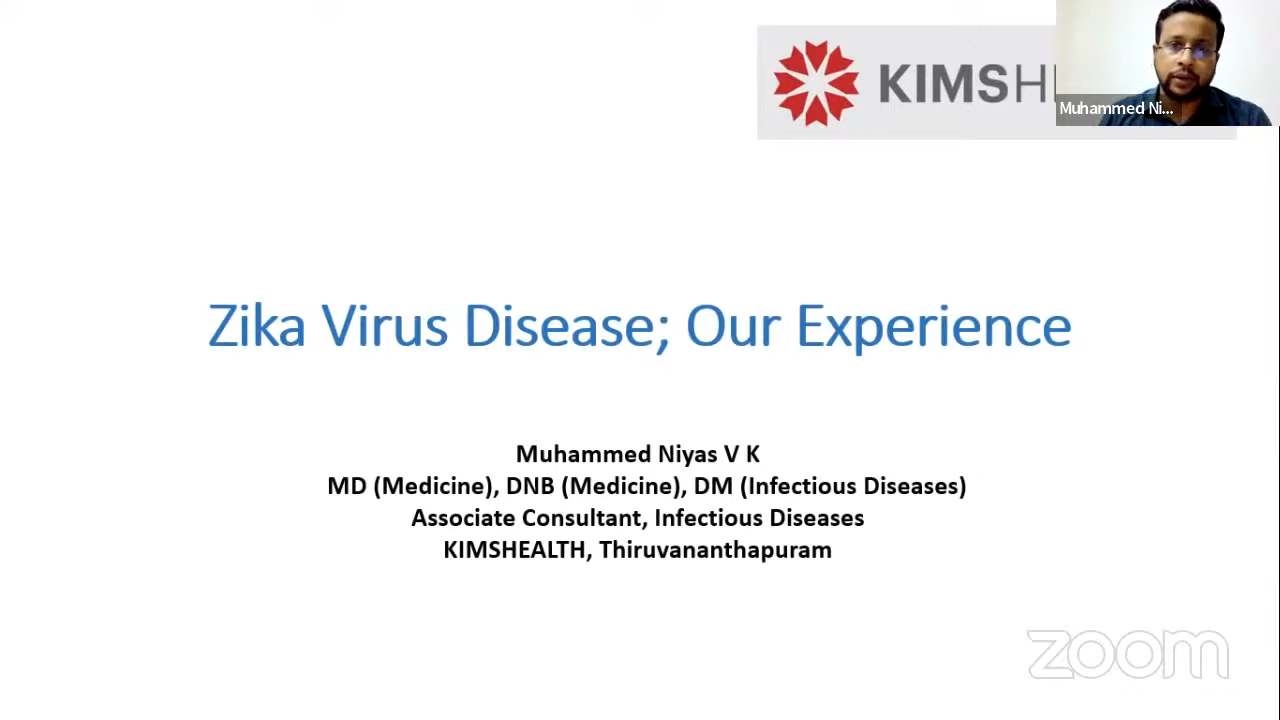 KIMSH
Muhammed Ni...
Zika Virus Disease; Our Experience
Muhammed Niyas V K
MD (Medicine), DNB (Medicine), DM (Infectious Diseases)
Associate Consultant, Infectious Diseases
KIMSHEALTH, Thiruvananthapuram
zoom